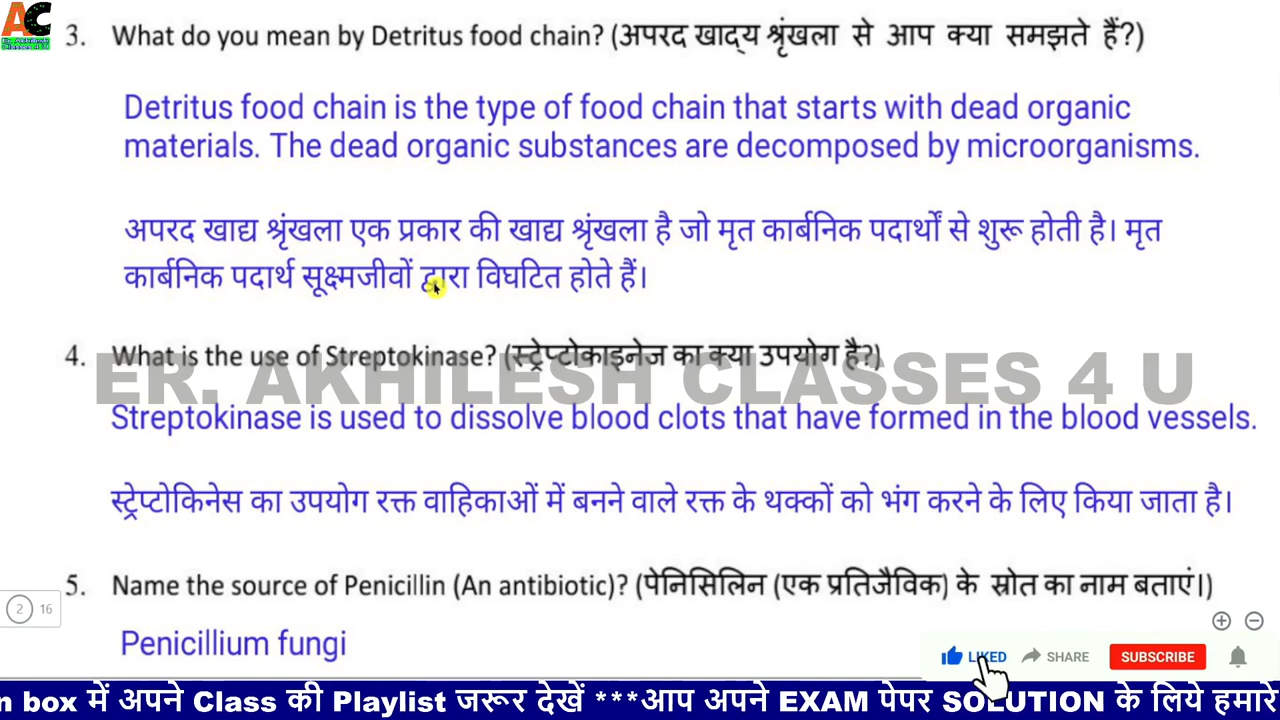 AC
3. What do you mean by Detritus food chain? (अपरद खाद्य श्रृंखला से आप क्या समझते हैं?)
Detritus food chain is the type of food chain that starts with dead organic
materials. The dead organic substances are decomposed by microorganisms.
अपरद खाद्य श्रृंखला एक प्रकार की खाद्य श्रृंखला है जो मृत कार्बनिक पदार्थों से शुरू होती है। मृत
कार्बनिक पदार्थ सूक्ष्मजीवों द्वारा विघटित होते हैं।
4. What is the use of Streptokinase? (स्ट्रेप्टोकाइनेज का क्या उपयोग है?)
ER. AKHILESH CLASSES 4 U
Streptokinase is used to dissolve blood clots that have formed in the blood vessels.
स्ट्रेप्टोकिनेस का उपयोग रक्त वाहिकाओं में बनने वाले रक्त के थक्कों को भंग करने के लिए किया जाता है।
5. Name the source of Penicillin (An antibiotic)? (पेनिसिलिन (एक प्रतिजैविक) के स्रोत का नाम बताएं।)
2 16
Penicillium fungi
LIKED SHARE SUBSCRIBE
n box में अपने Class की Playlist जरूर देखें ***आप अपने EXAM पेपर SOLUTION के लिये हमारे